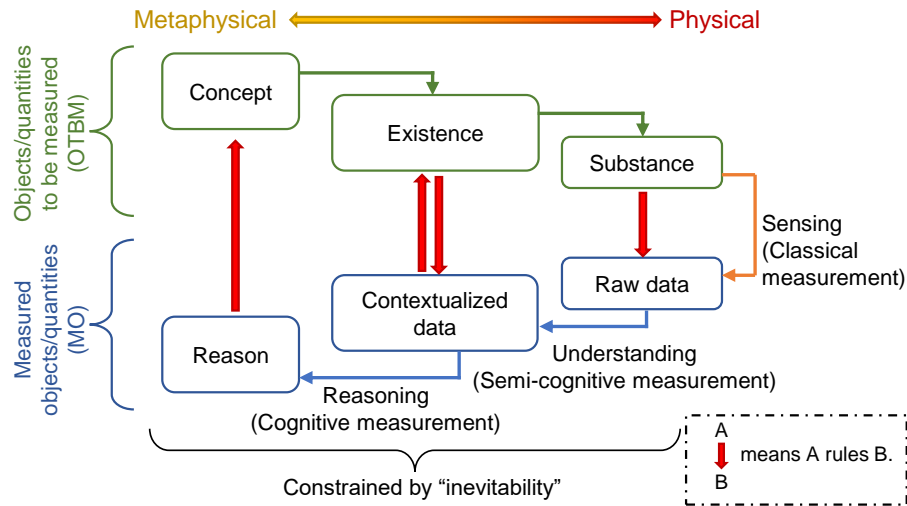 Metaphysical
Physical
Objects/quantities
to be measured
(OTBM)
Concept
Existence
Substance
Sensing
(Classical
measurement)
Measured
objects/quantities
(MO)
Reason
Contextualized
data
Raw data
Understanding
(Semi-cognitive measurement)
Reasoning
(Cognitive measurement)
Constrained by “inevitability”
A
means A rules B.
B